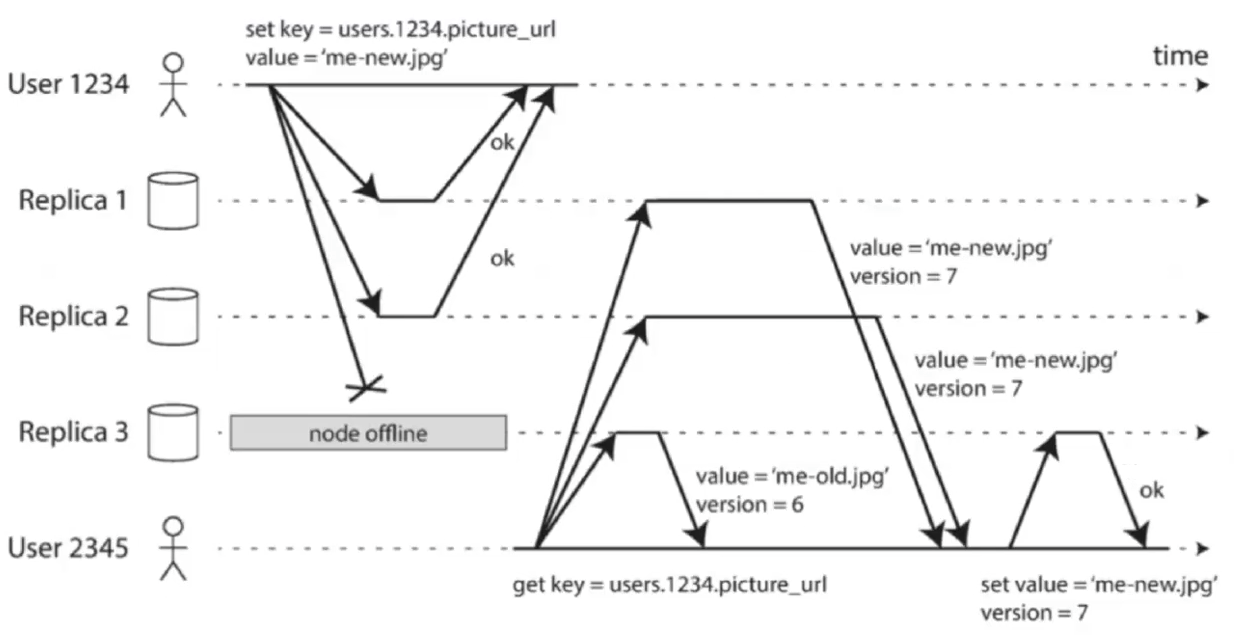 set key = users.1234.picture_url
value = 'me-new.jpg'
time
User 1234
ok
Replica 1
value = 'me-new.jpg'
version = 7
ok
Replica 2
value = 'me-new.jpg'
version = 7
Replica 3
node offline
value = 'me-old.jpg'
version = 6
ok
User 2345
get key = users.1234.picture_url
set value = 'me-new.jpg'
version = 7